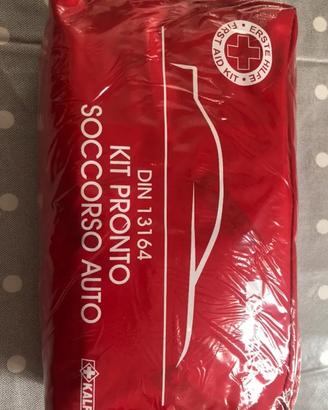 ERSTE HILFE
FIRST AID KIT
DIN 13164
KIT PRONTO
SOCCORSO AUTO